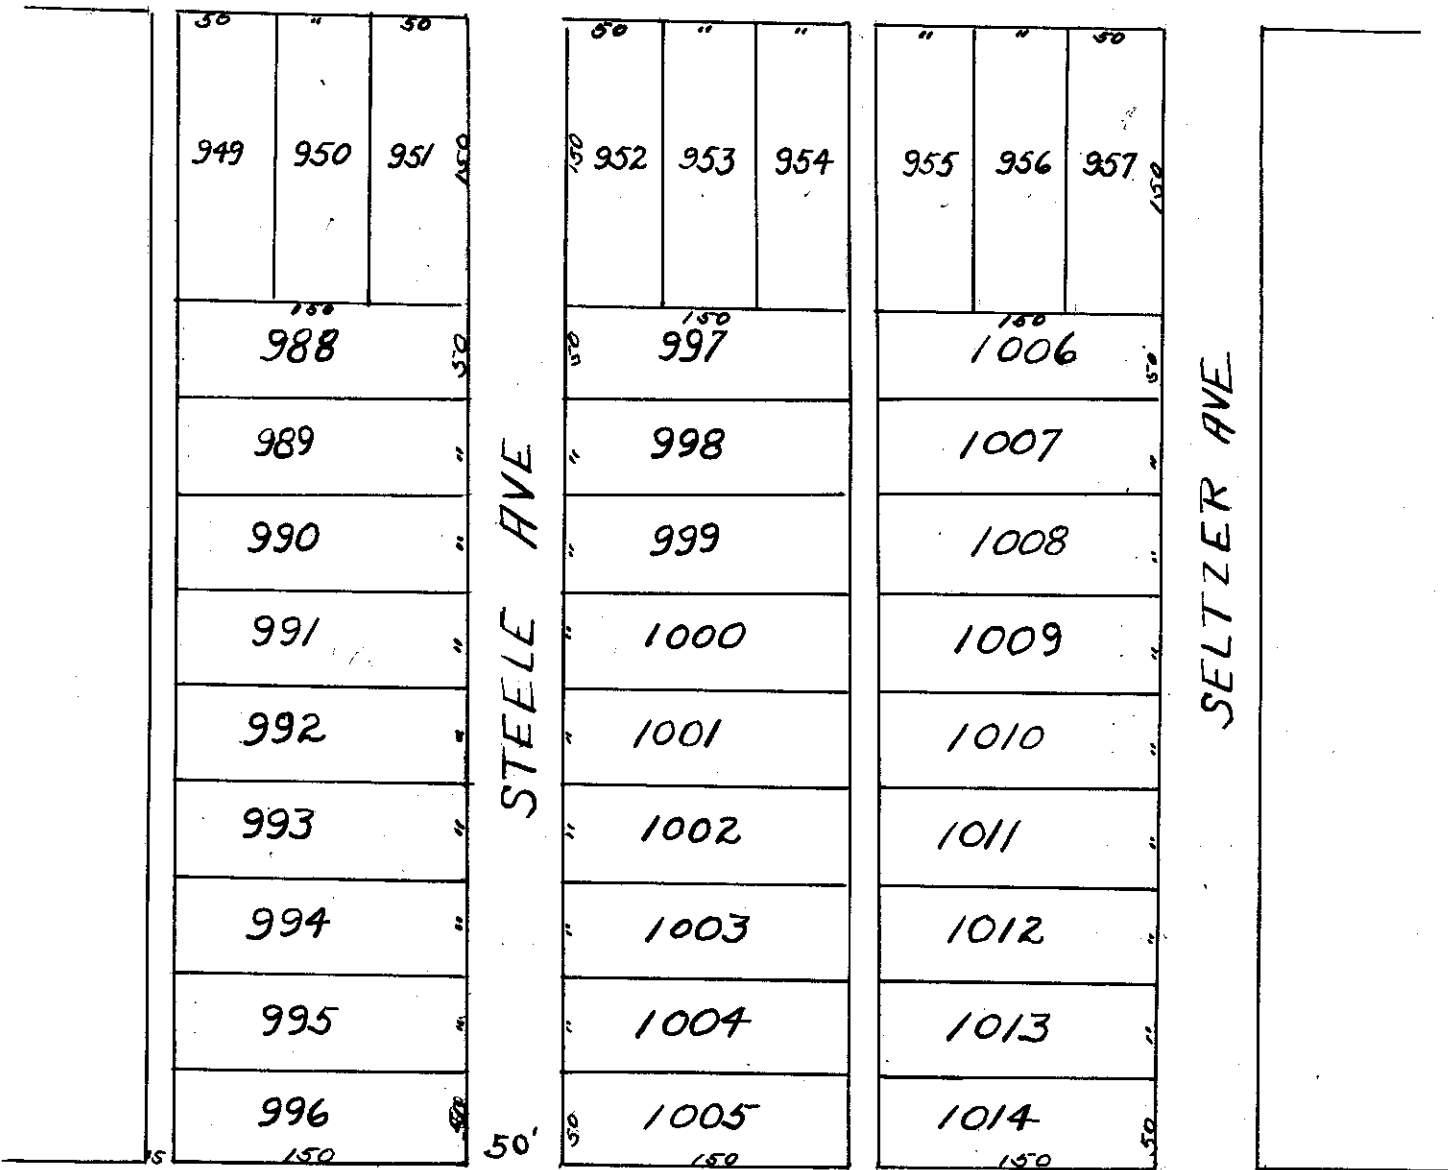 50 " 50 50 " " " " 50
949 950 951 150 150 952 953 954 955 956 957 150
150 150 150
988 50 50 997 1006 50'
989 " " 998 1007 "
990 " " 999 1008 "
991 " " 1000 1009 "
992 " " 1001 1010 "
993 " " 1002 1011 "
994 " " 1003 1012 "
995 " " 1004 1013 "
996 50 50' 50 1005 1014 50
15 150 150 150
STEELE AVE
SELTZER AVE